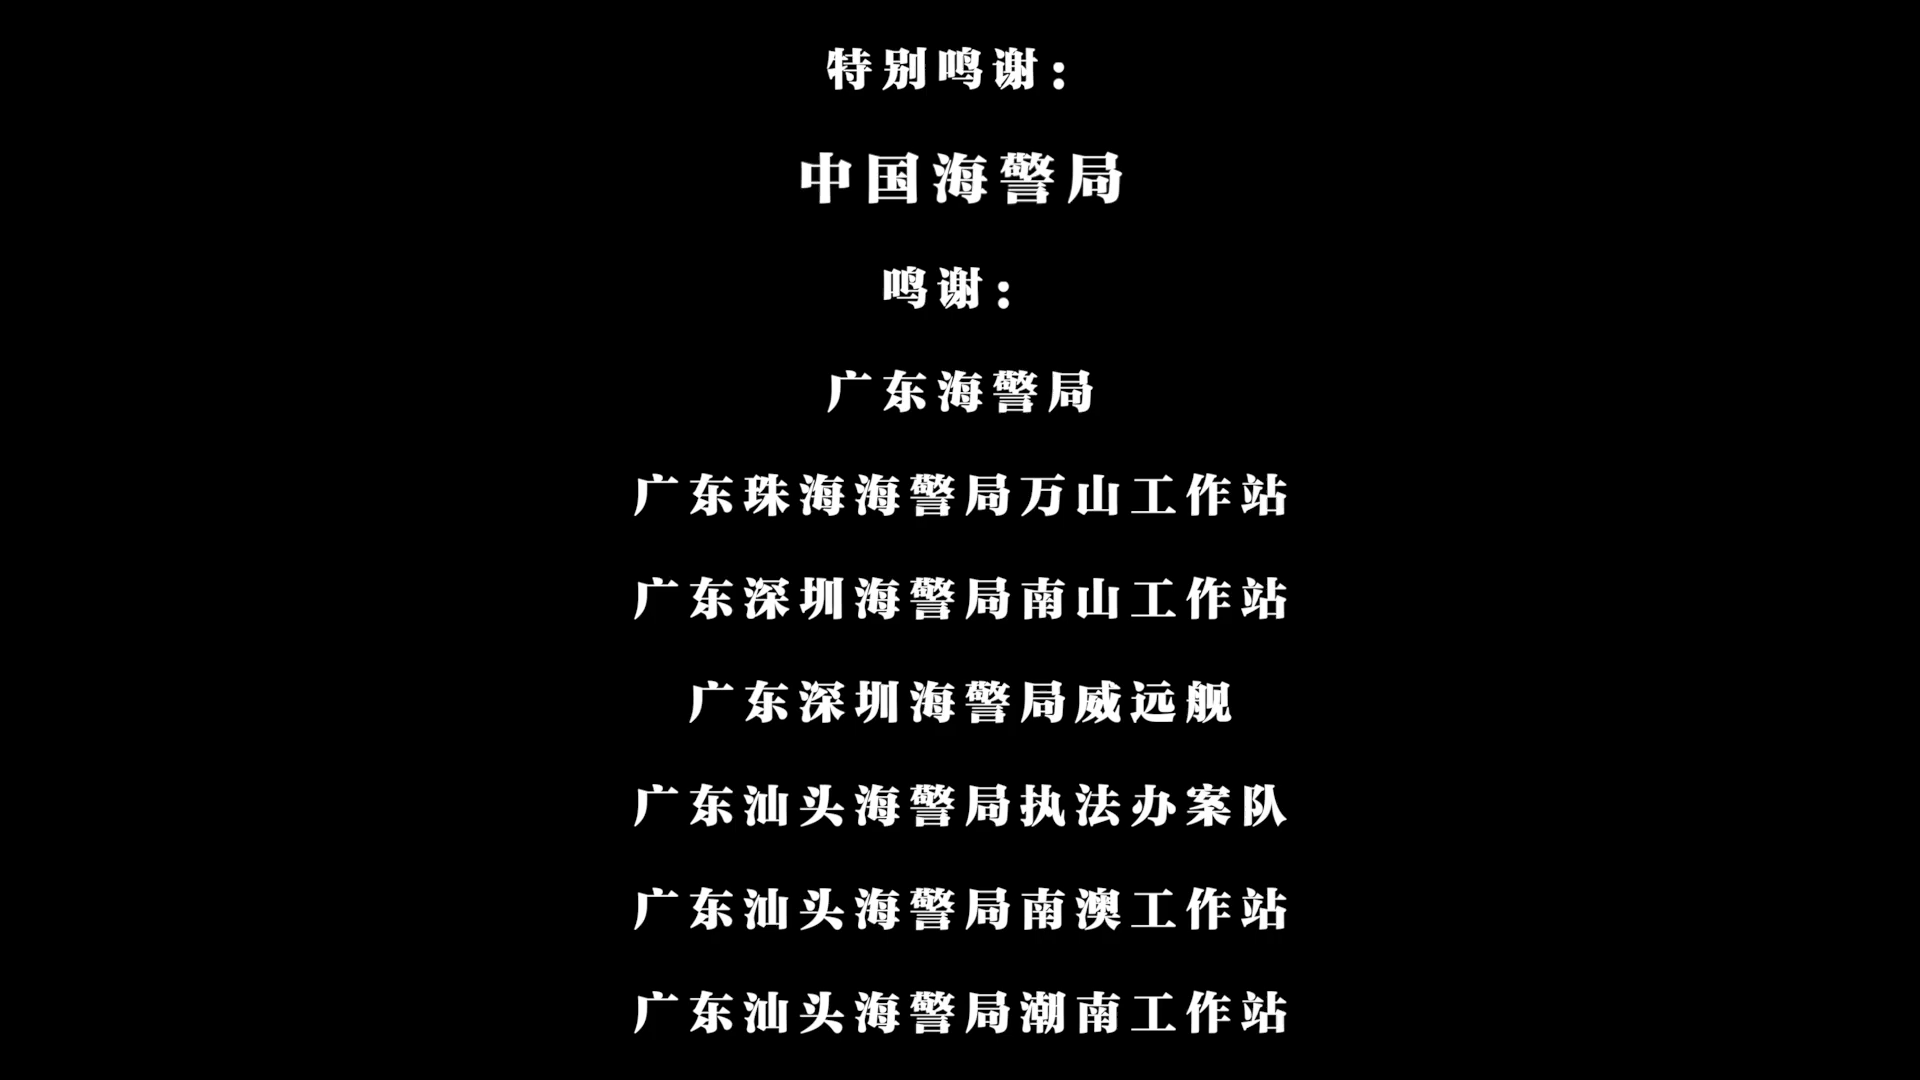 特别鸣谢：
中国海警局
鸣谢：
广东海警局
广东珠海海警局万山工作站
广东深圳海警局南山工作站
广东深圳海警局威远舰
广东汕头海警局执法办案队
广东汕头海警局南澳工作站
广东汕头海警局潮南工作站